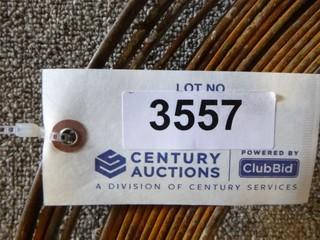 LOT NO.
3557
CENTURY
AUCTIONS
POWERED BY
ClubBid
A DIVISION OF CENTURY SERVICES